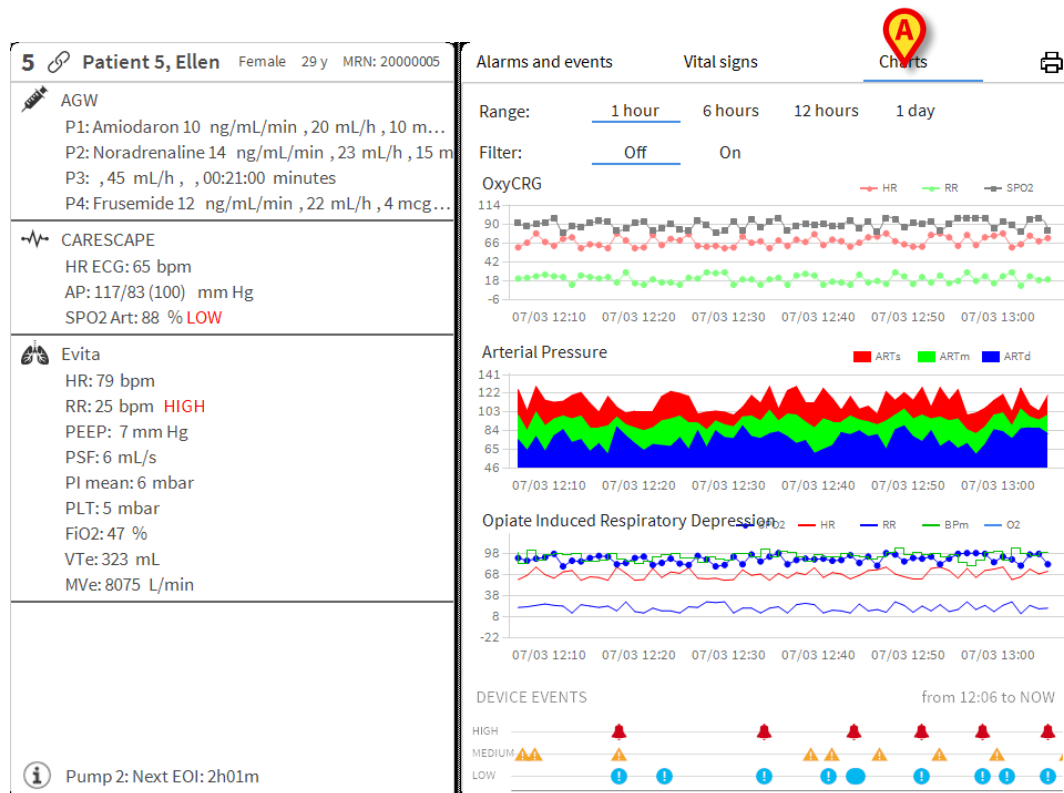 A
5 Patient 5, Ellen Female 29 y MRN: 20000005
AGW
P1: Amiodaron 10 ng/mL/min , 20 mL/h , 10 m...
P2: Noradrenaline 14 ng/mL/min , 23 mL/h , 15 m
P3: , 45 mL/h , , 00:21:00 minutes
P4: Frusemide 12 ng/mL/min , 22 mL/h , 4 mcg...
CARESCAPE
HR ECG: 65 bpm
AP: 117/83 (100) mm Hg
SPO2 Art: 88 % LOW
Evita
HR: 79 bpm
RR: 25 bpm HIGH
PEEP: 7 mm Hg
PSF: 6 mL/s
PI mean: 6 mbar
PLT: 5 mbar
FiO2: 47 %
VTe: 323 mL
MVe: 8075 L/min
Pump 2: Next EOI: 2h01m
Alarms and events Vital signs Charts
Range: 1 hour 6 hours 12 hours 1 day
Filter: Off On
OxyCRG
HR RR SPO2
114
90
66
42
18
-6
07/03 12:10 07/03 12:20 07/03 12:30 07/03 12:40 07/03 12:50 07/03 13:00
Arterial Pressure
ARTs ARTm ARTd
141
122
103
84
65
46
07/03 12:10 07/03 12:20 07/03 12:30 07/03 12:40 07/03 12:50 07/03 13:00
Opiate Induced Respiratory Depression
SPO2 HR RR BPm O2
98
68
38
8
-22
07/03 12:10 07/03 12:20 07/03 12:30 07/03 12:40 07/03 12:50 07/03 13:00
DEVICE EVENTS from 12:06 to NOW
HIGH
MEDIUM
LOW